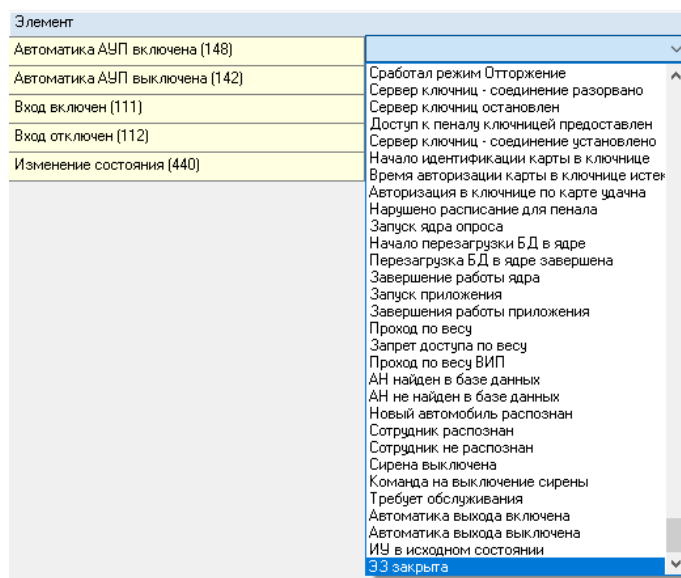 Элемент
Автоматика АУП включена (148)
Автоматика АУП выключена (142)
Вход включен (111)
Вход отключен (112)
Изменение состояния (440)
Сработал режим Отторжение
Сервер ключниц - соединение разорвано
Сервер ключниц остановлен
Доступ к пеналу ключницей предоставлен
Сервер ключниц - соединение установлено
Начало идентификации карты в ключнице
Время авторизации карты в ключнице истек
Авторизация в ключнице по карте удачна
Нарушено расписание для пенала
Запуск ядра опроса
Начало перезагрузки БД в ядре
Перезагрузка БД в ядре завершена
Завершение работы ядра
Запуск приложения
Завершения работы приложения
Проход по весу
Запрет доступа по весу
Проход по весу ВИП
АН найден в базе данных
АН не найден в базе данных
Новый автомобиль распознан
Сотрудник распознан
Сотрудник не распознан
Сирена выключена
Команда на выключение сирены
Требует обслуживания
Автоматика выхода включена
Автоматика выхода выключена
ИУ в исходном состоянии
ЭЗ закрыта